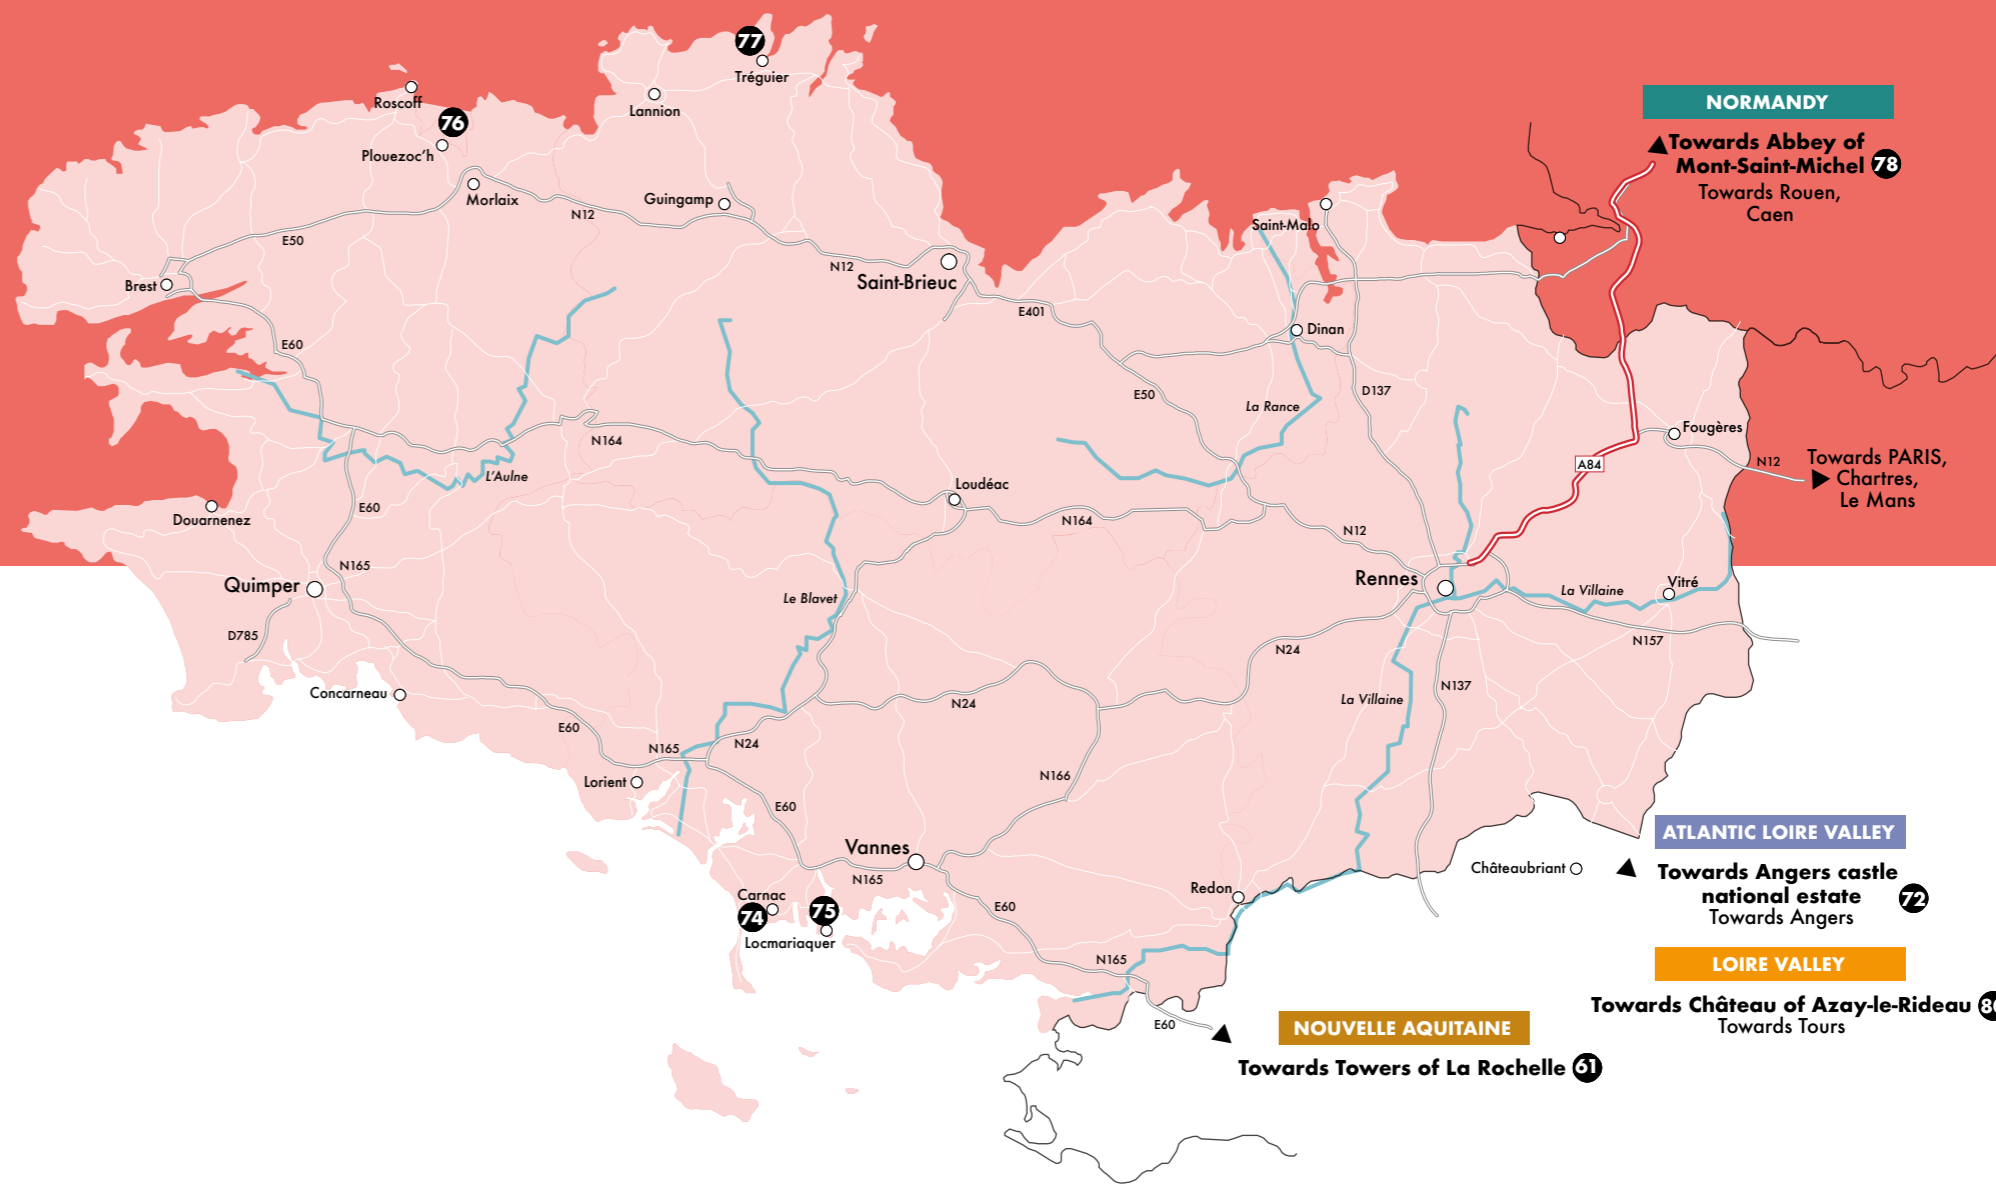 77
Tréguier
Roscoff
76
Plouezoc'h
Lannion
Morlaix
Guingamp
N12
E50
Brest
N12
Saint-Brieuc
Saint-Malo
NORMANDY
Towards Abbey of
Mont-Saint-Michel 78
Towards Rouen,
Caen
E60
E401
Dinan
E50
D137
La Rance
N164
L'Aulne
E60
Douarnenez
Loudéac
N164
N12
A84
Fougères
N12
Towards PARIS,
Chartres,
Le Mans
N165
Quimper
Le Blavet
Rennes
La Villaine
Vitré
D785
N24
N157
Concarneau
E60
N165
N24
N24
La Villaine
N137
Lorient
N166
E60
Vannes
N165
Carnac
74
75
Locmariaquer
E60
Redon
Châteaubriant
ATLANTIC LOIRE VALLEY
Towards Angers castle
national estate 72
Towards Angers
N165
E60
LOIRE VALLEY
Towards Château of Azay-le-Rideau
Towards Tours
NOUVELLE AQUITAINE
Towards Towers of La Rochelle 61